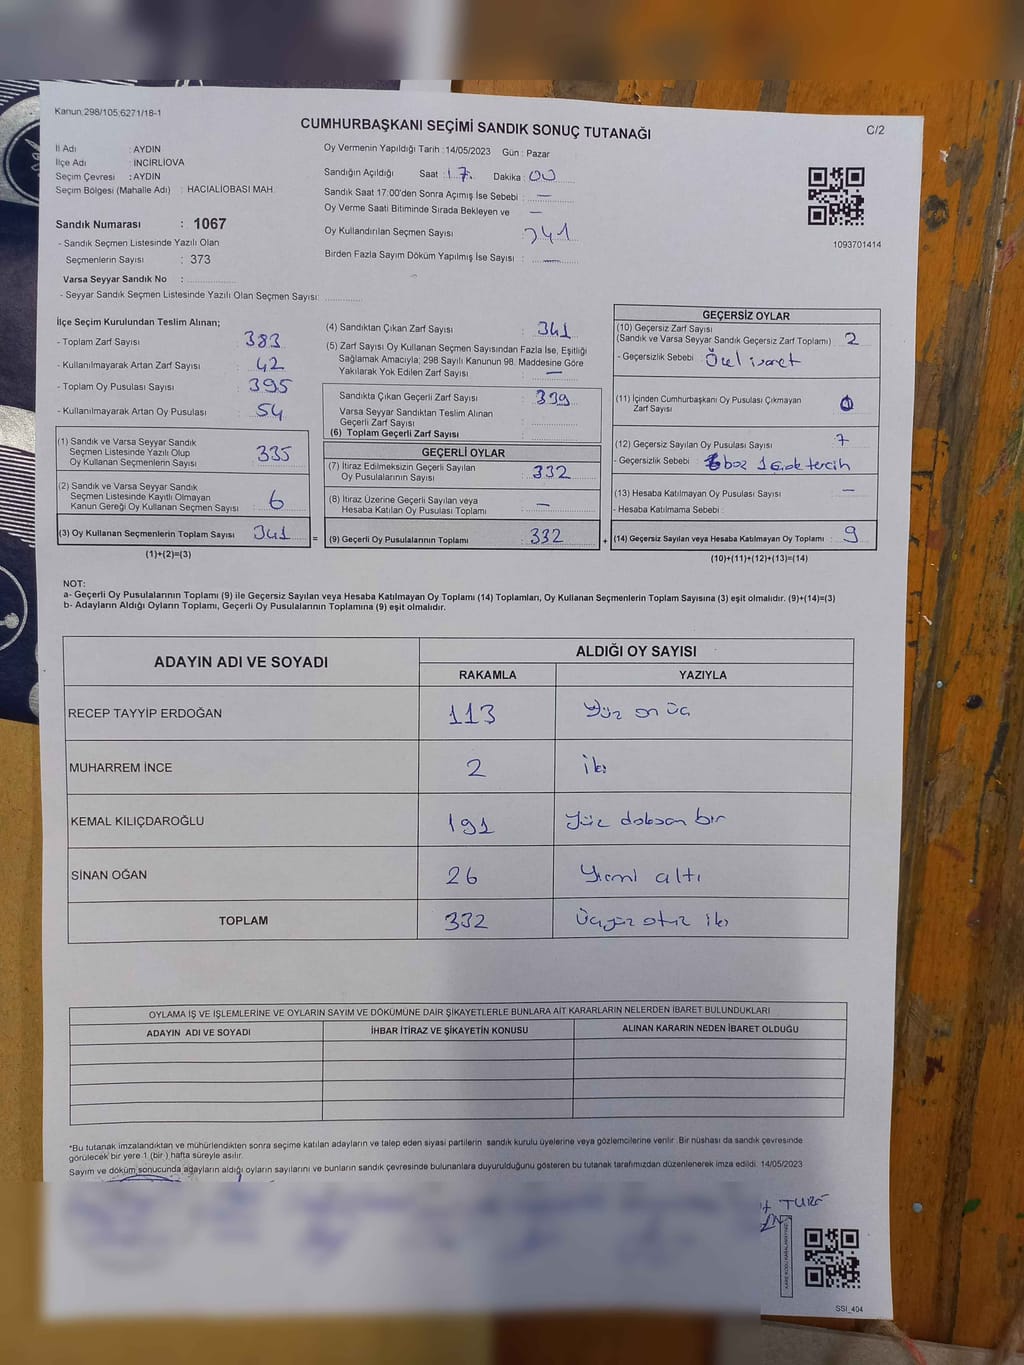 Kanun:298/105,6271/18-1
CUMHURBAŞKANI SEÇİMİ SANDIK SONUÇ TUTANAĞI
C/2
İl Adı : AYDIN
İlçe Adı : İNCİRLİOVA
Seçim Çevresi : AYDIN
Seçim Bölgesi (Mahalle Adı) : HACIALİOBASI MAH.
Sandık Numarası : 1067
- Sandık Seçmen Listesinde Yazılı Olan
Seçmenlerin Sayısı : 373
Varsa Seyyar Sandık No :
- Seyyar Sandık Seçmen Listesinde Yazılı Olan Seçmen Sayısı:
Oy Vermenin Yapıldığı Tarih : 14/05/2023 Gün : Pazar
Sandığın Açıldığı Saat : 17 Dakika : 00
Sandık Saat 17:00'den Sonra Açımış İse Sebebi : —
Oy Verme Saati Bitiminde Sırada Bekleyen ve —
Oy Kullandırılan Seçmen Sayısı 341
Birden Fazla Sayım Döküm Yapılmış İse Sayısı : —
1093701414
İlçe Seçim Kurulundan Teslim Alınan;
- Toplam Zarf Sayısı : 383
- Kullanılmayarak Artan Zarf Sayısı : 42
- Toplam Oy Pusulası Sayısı : 395
- Kullanılmayarak Artan Oy Pusulası : 54
(1) Sandık ve Varsa Seyyar Sandık
Seçmen Listesinde Yazılı Olup
Oy Kullanan Seçmenlerin Sayısı : 335
(2) Sandık ve Varsa Seyyar Sandık
Seçmen Listesinde Kayıtlı Olmayan
Kanun Gereği Oy Kullanan Seçmen Sayısı : 6
(3) Oy Kullanan Seçmenlerin Toplam Sayısı : 341 =
(1)+(2)=(3)
(4) Sandıktan Çıkan Zarf Sayısı : 341
(5) Zarf Sayısı Oy Kullanan Seçmen Sayısından Fazla İse, Eşitliği
Sağlamak Amacıyla; 298 Sayılı Kanunun 98. Maddesine Göre
Yakılarak Yok Edilen Zarf Sayısı : —
Sandıkta Çıkan Geçerli Zarf Sayısı : 339
Varsa Seyyar Sandıktan Teslim Alınan
Geçerli Zarf Sayısı :
(6) Toplam Geçerli Zarf Sayısı :
GEÇERLİ OYLAR
(7) İtiraz Edilmeksizin Geçerli Sayılan
Oy Pusulalarının Sayısı : 332
(8) İtiraz Üzerine Geçerli Sayılan veya
Hesaba Katılan Oy Pusulası Toplamı : —
(9) Geçerli Oy Pusulalarının Toplamı : 332 +
GEÇERSİZ OYLAR
(10) Geçersiz Zarf Sayısı
(Sandık ve Varsa Seyyar Sandık Geçersiz Zarf Toplamı) : 2
- Geçersizlik Sebebi : Özel işaret
(11) İçinden Cumhurbaşkanı Oy Pusulası Çıkmayan
Zarf Sayısı : 0
(12) Geçersiz Sayılan Oy Pusulası Sayısı : 7
- Geçersizlik Sebebi : 6 boz 1 tercih
(13) Hesaba Katılmayan Oy Pusulası Sayısı : —
- Hesaba Katılmama Sebebi :
(14) Geçersiz Sayılan veya Hesaba Katılmayan Oy Toplamı : 9
(10)+(11)+(12)+(13)=(14)
NOT:
a- Geçerli Oy Pusulalarının Toplamı (9) ile Geçersiz Sayılan veya Hesaba Katılmayan Oy Toplamı (14) Toplamları, Oy Kullanan Seçmenlerin Toplam Sayısına (3) eşit olmalıdır. (9)+(14)=(3)
b- Adayların Aldığı Oyların Toplamı, Geçerli Oy Pusulalarının Toplamına (9) eşit olmalıdır.
ADAYIN ADI VE SOYADI ALDIĞI OY SAYISI
RAKAMLA YAZIYLA
RECEP TAYYİP ERDOĞAN 113 Yüz on üç
MUHARREM İNCE 2 iki
KEMAL KILIÇDAROĞLU 191 Yüz doksan bir
SİNAN OĞAN 26 Yirmi altı
TOPLAM 332 Üçyüz otuz iki
OYLAMA İŞ VE İŞLEMLERİNE VE OYLARIN SAYIM VE DÖKÜMÜNE DAİR ŞİKAYETLERLE BUNLARA AİT KARARLARIN NELERDEN İBARET BULUNDUKLARI
ADAYIN ADI VE SOYADI İHBAR İTİRAZ VE ŞİKAYETİN KONUSU ALINAN KARARIN NEDEN İBARET OLDUĞU
*Bu tutanak imzalandıktan ve mühürlendikten sonra seçime katılan adayların ve talep eden siyasi partilerin sandık kurulu üyelerine veya gözlemcilerine verilir. Bir nüshası da sandık çevresinde
görülecek bir yere 1 (bir) hafta süreyle asılır.
Sayım ve döküm sonucunda adayların aldığı oyların sayılarını ve bunların sandık çevresinde bulunanlara duyurulduğunu gösteren bu tutanak tarafımızdan düzenlenerek imza edildi. 14/05/2023
SSI_404